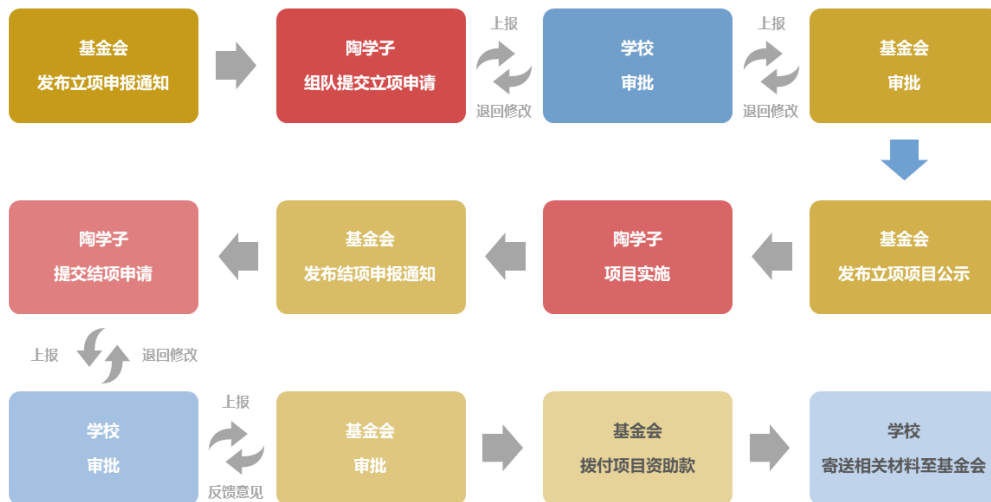 基金会
发布立项申报通知
陶学子
组队提交立项申请
上报
退回修改
学校
审批
上报
退回修改
基金会
审批
基金会
发布立项项目公示
陶学子
项目实施
基金会
发布结项申报通知
陶学子
提交结项申请
上报
退回修改
学校
审批
上报
反馈意见
基金会
审批
基金会
拨付项目资助款
学校
寄送相关材料至基金会